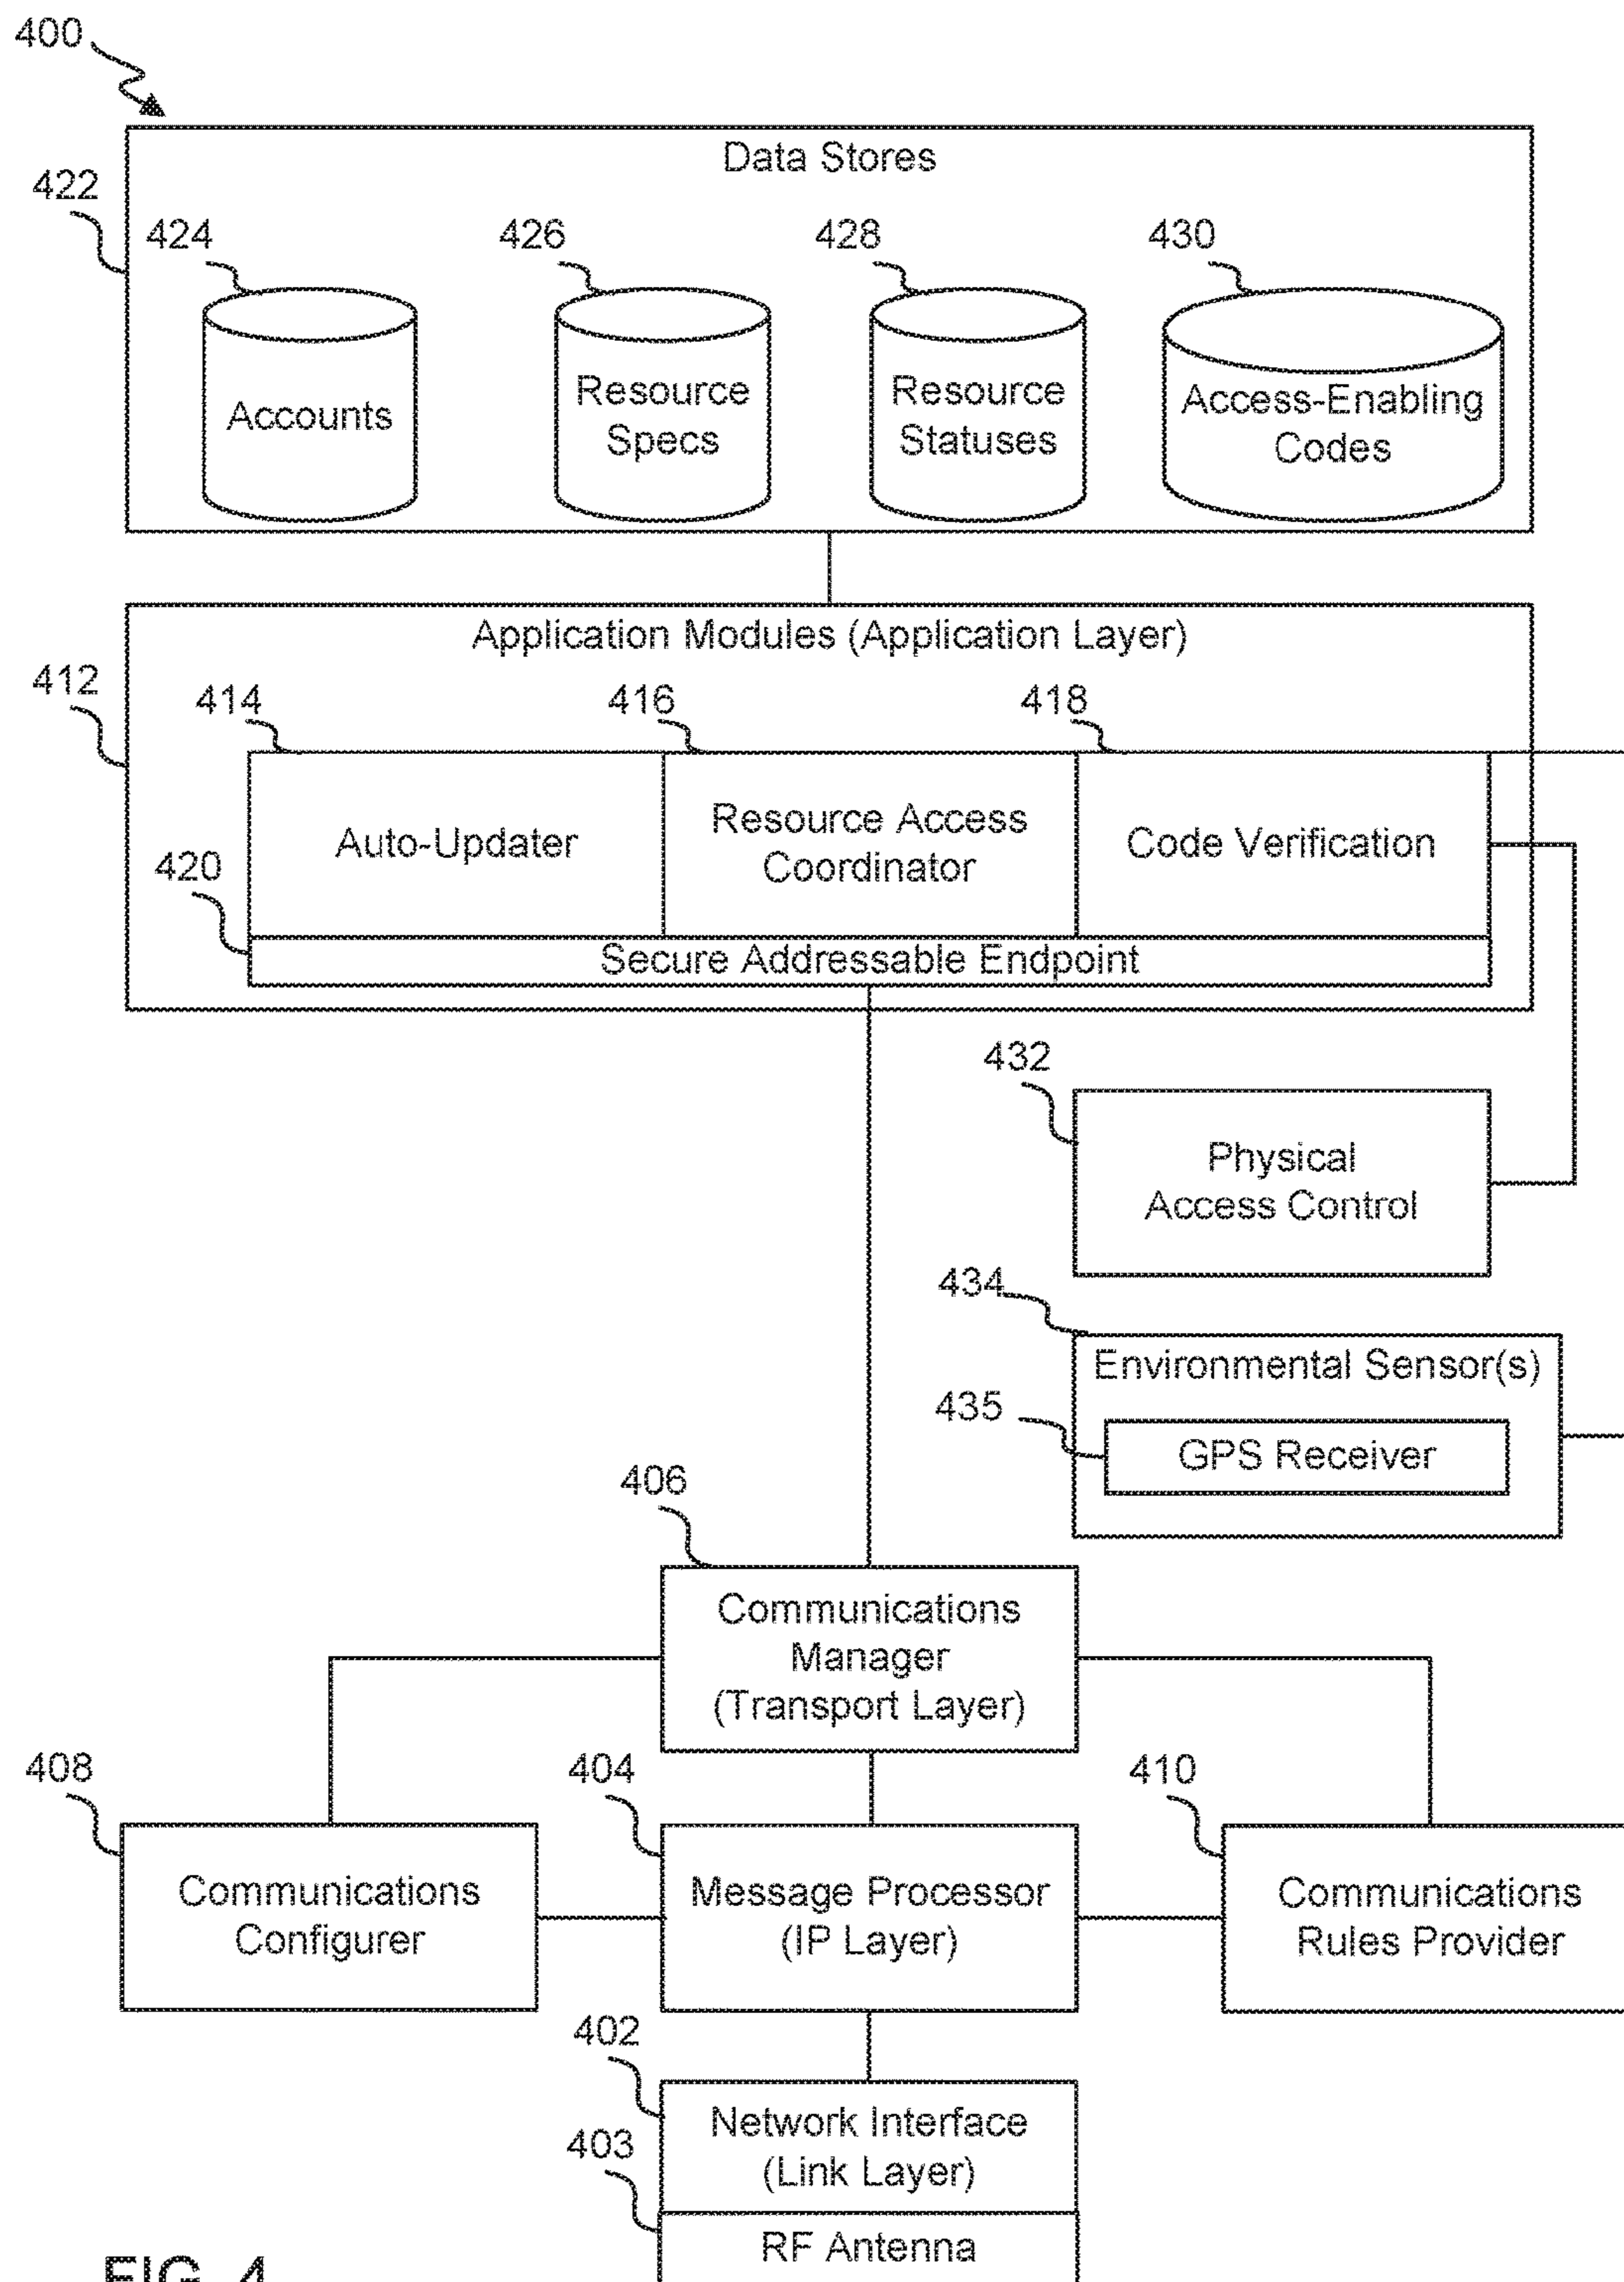 400
Data Stores
422
424
426
428
430
Accounts
Resource
Specs
Resource
Statuses
Access-Enabling
Codes
Application Modules (Application Layer)
412
414
416
418
Auto-Updater
Resource Access
Coordinator
Code Verification
420
Secure Addressable Endpoint
432
Physical
Access Control
434
Environmental Sensor(s)
435
GPS Receiver
406
Communications
Manager
(Transport Layer)
408
404
410
Communications
Configurer
Message Processor
(IP Layer)
Communications
Rules Provider
402
Network Interface
(Link Layer)
403
RF Antenna
FIG. 4